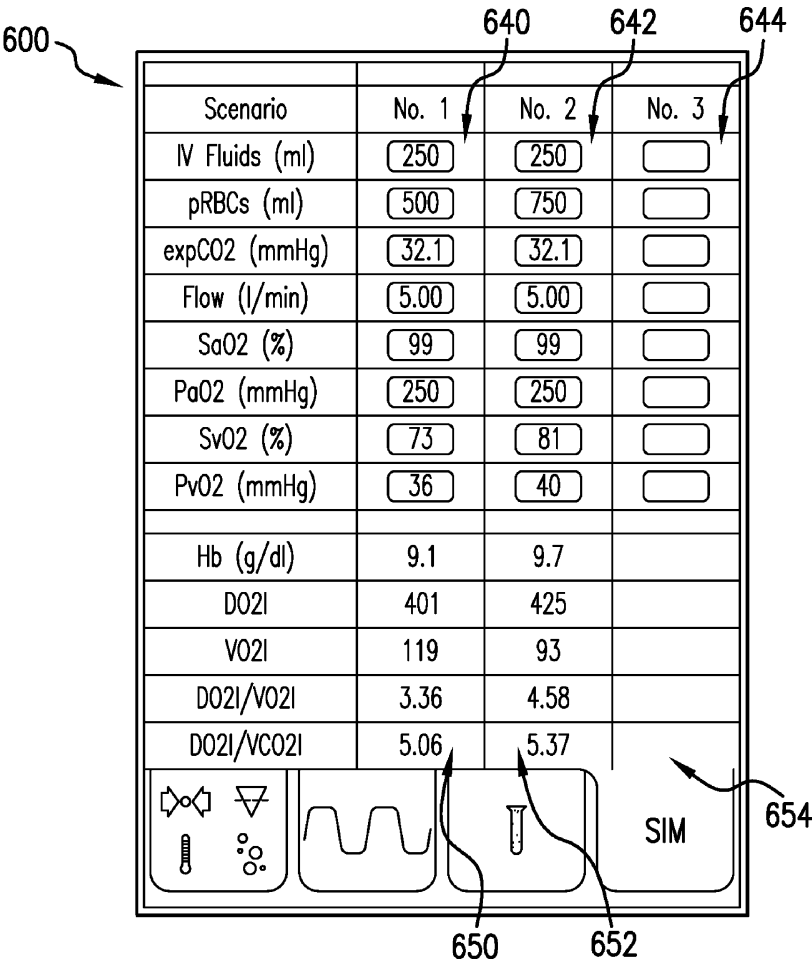 640 642 644
600
Scenario No. 1 No. 2 No. 3
IV Fluids (ml) 250 250
pRBCs (ml) 500 750
expCO2 (mmHg) 32.1 32.1
Flow (l/min) 5.00 5.00
SaO2 (%) 99 99
PaO2 (mmHg) 250 250
SvO2 (%) 73 81
PvO2 (mmHg) 36 40
Hb (g/dl) 9.1 9.7
DO2I 401 425
VO2I 119 93
DO2I/VO2I 3.36 4.58
DO2I/VCO2I 5.06 5.37
654
SIM
650 652